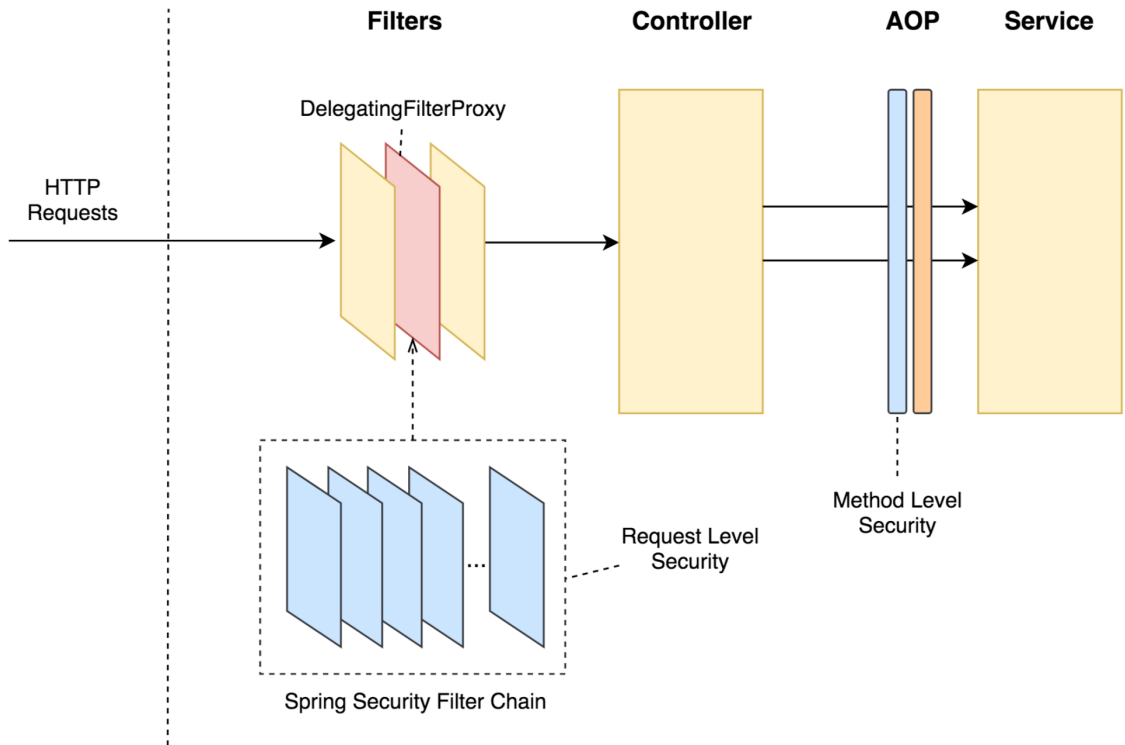 Filters
Controller
AOP
Service
DelegatingFilterProxy
HTTP
Requests
Method Level
Security
Request Level
Security
...
Spring Security Filter Chain